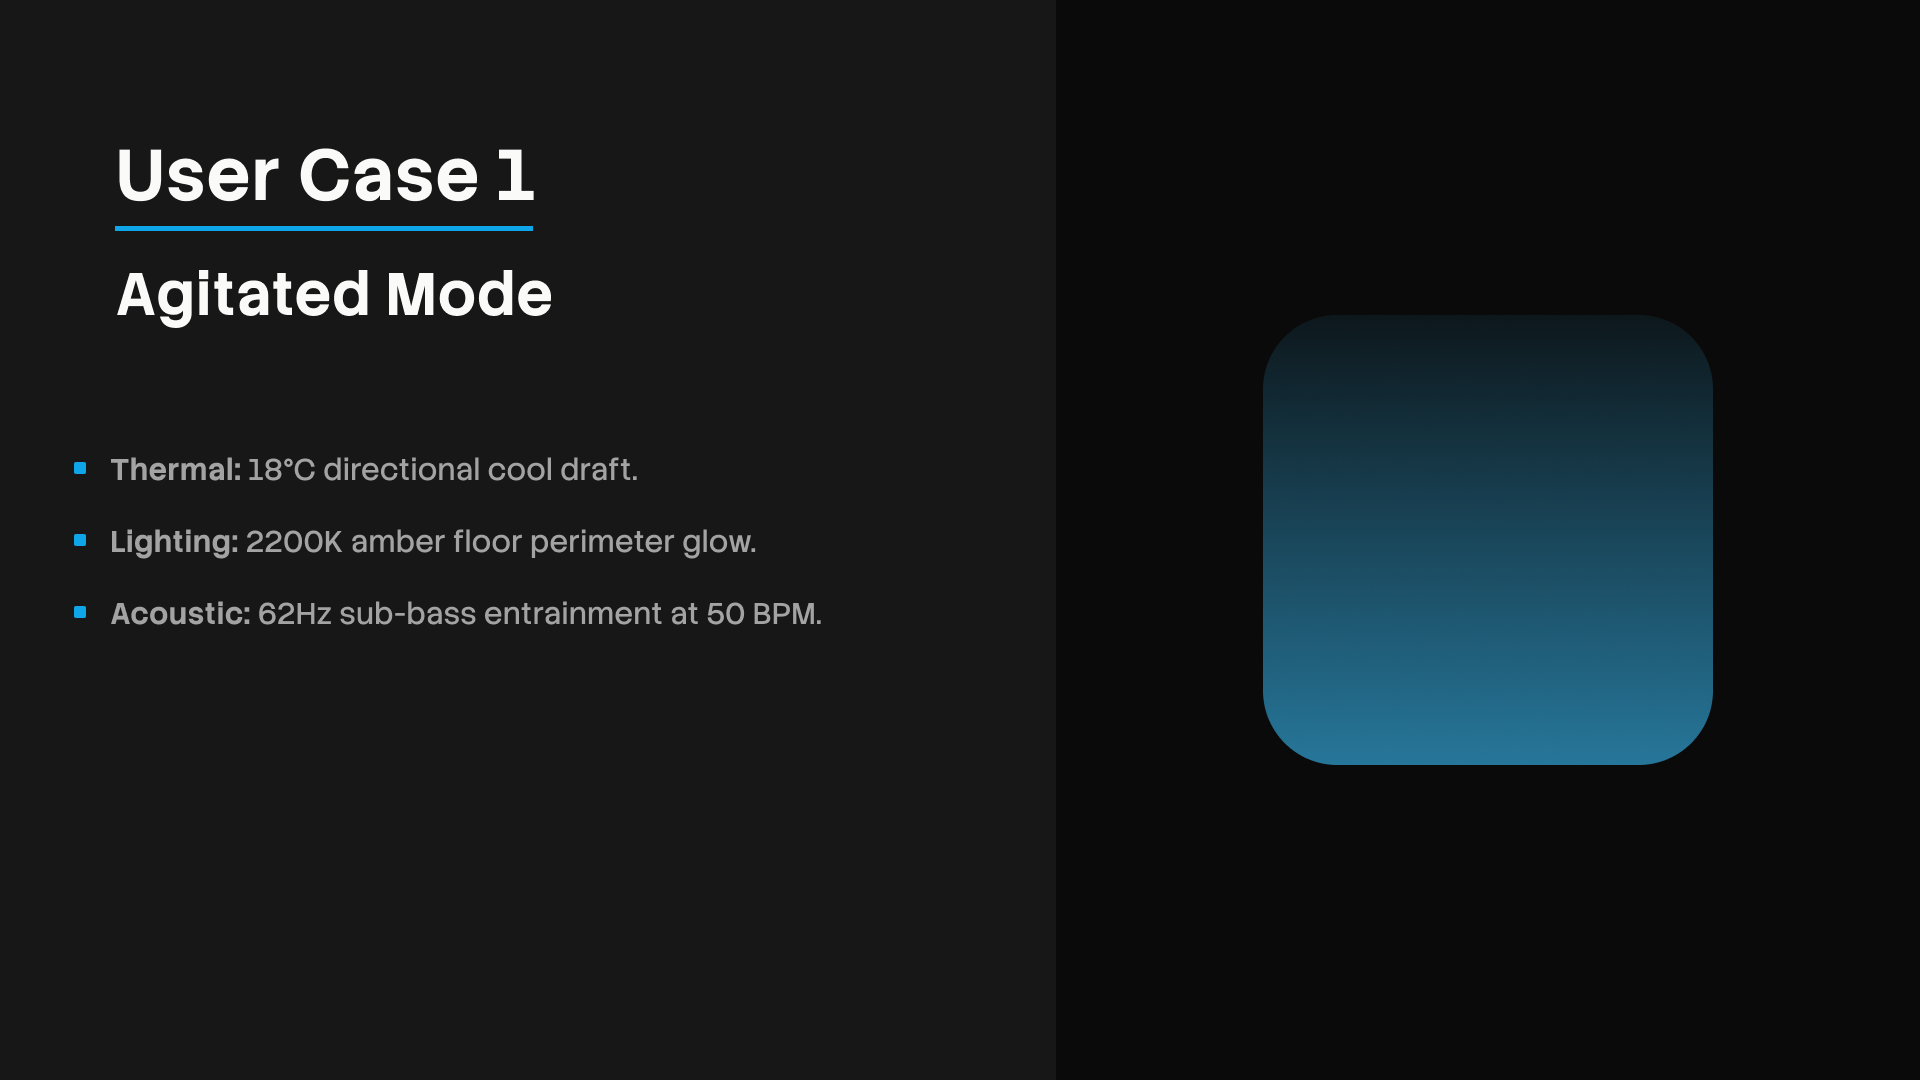 User Case 1
Agitated Mode
Thermal: 18°C directional cool draft.
Lighting: 2200K amber floor perimeter glow.
Acoustic: 62Hz sub-bass entrainment at 50 BPM.